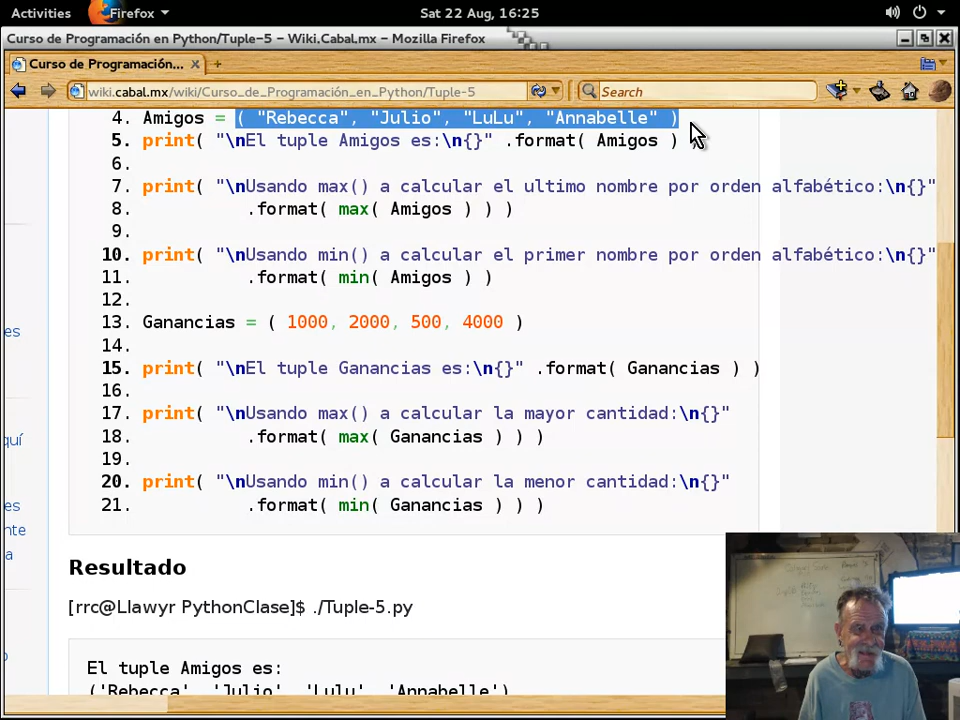 Activities Firefox Sat 22 Aug, 16:25
Curso de Programación en Python/Tuple-5 – Wiki.Cabal.mx – Mozilla Firefox
Curso de Programación...
wiki.cabal.mx/wiki/Curso_de_Programación_en_Python/Tuple-5 Search
4. Amigos = ( "Rebecca", "Julio", "LuLu", "Annabelle" )
5. print( "\nEl tuple Amigos es:\n{}" .format( Amigos ) )
6.
7. print( "\nUsando max() a calcular el ultimo nombre por orden alfabético:\n{}"
8. .format( max( Amigos ) ) )
9.
10. print( "\nUsando min() a calcular el primer nombre por orden alfabético:\n{}"
11. .format( min( Amigos ) )
12.
13. Ganancias = ( 1000, 2000, 500, 4000 )
14.
15. print( "\nEl tuple Ganancias es:\n{}" .format( Ganancias ) )
16.
17. print( "\nUsando max() a calcular la mayor cantidad:\n{}"
18. .format( max( Ganancias ) ) )
19.
20. print( "\nUsando min() a calcular la menor cantidad:\n{}"
21. .format( min( Ganancias ) ) )
es
quí
es
nte
a
o
Resultado
[rrc@Llawyr PythonClase]$ ./Tuple-5.py
El tuple Amigos es:
('Rebecca' 'Julio' 'Lulu' 'Annabelle')